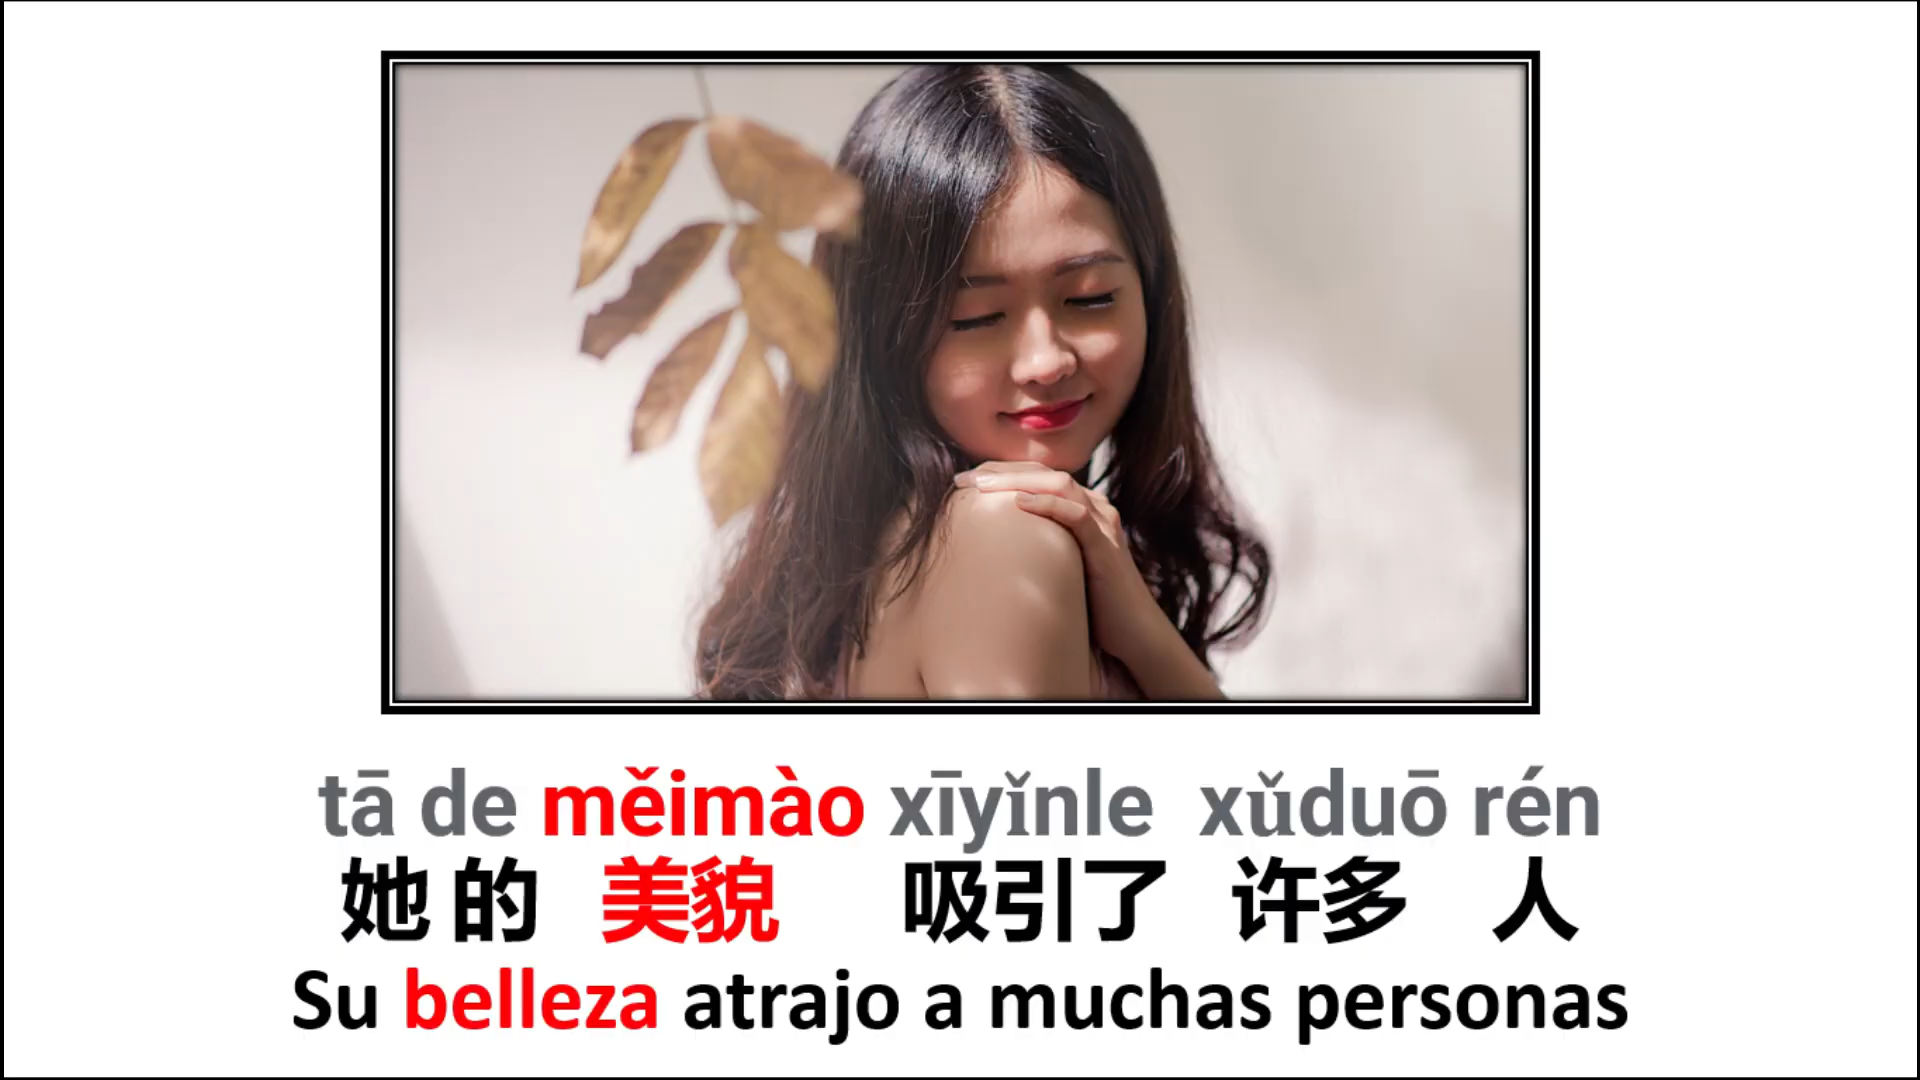 tā de měimào xīyǐnle xǔduō rén
她的 美貌 吸引了 许多 人
Su belleza atrajo a muchas personas